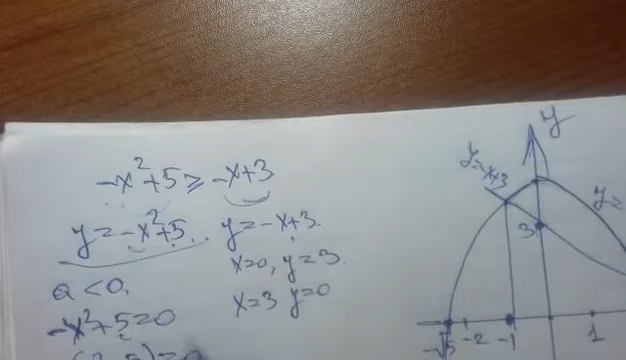 -x²+5 ≥ -x+3
y=-x²+5. y=-x+3.
x=0, y=3.
a<0,
x=3 y=0
-x²+5=0
y
y=-x+3
y=
3
-√5 -2 -1 1